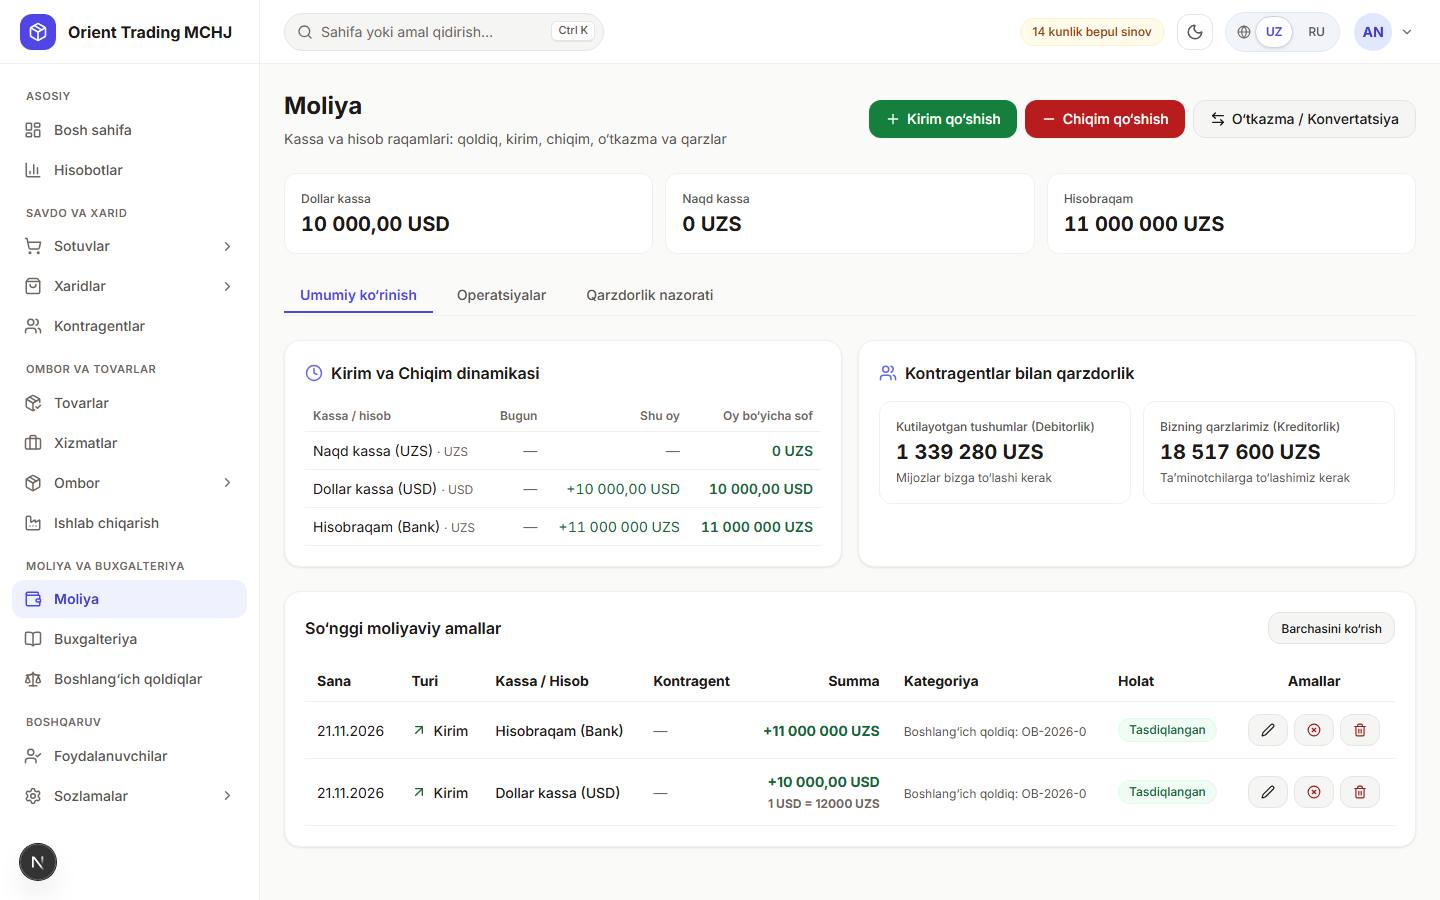 Orient Trading MCHJ
Sahifa yoki amal qidirish...
Ctrl K
14 kunlik bepul sinov
UZ
RU
AN
ASOSIY
Bosh sahifa
Hisobotlar
SAVDO VA XARID
Sotuvlar
Xaridlar
Kontragentlar
OMBOR VA TOVARLAR
Tovarlar
Xizmatlar
Ombor
Ishlab chiqarish
MOLIYA VA BUXGALTERIYA
Moliya
Buxgalteriya
Boshlang‘ich qoldiqlar
BOSHQARUV
Foydalanuvchilar
Sozlamalar
N
Moliya
Kassa va hisob raqamlari: qoldiq, kirim, chiqim, o‘tkazma va qarzlar
Kirim qo‘shish
Chiqim qo‘shish
O‘tkazma / Konvertatsiya
Dollar kassa
10 000,00 USD
Naqd kassa
0 UZS
Hisobraqam
11 000 000 UZS
Umumiy ko‘rinish
Operatsiyalar
Qarzdorlik nazorati
Kirim va Chiqim dinamikasi
Kassa / hisob Bugun Shu oy Oy bo‘yicha sof
Naqd kassa (UZS) · UZS — — 0 UZS
Dollar kassa (USD) · USD — +10 000,00 USD 10 000,00 USD
Hisobraqam (Bank) · UZS — +11 000 000 UZS 11 000 000 UZS
Kontragentlar bilan qarzdorlik
Kutilayotgan tushumlar (Debitorlik)
1 339 280 UZS
Mijozlar bizga to‘lashi kerak
Bizning qarzlarimiz (Kreditorlik)
18 517 600 UZS
Ta’minotchilarga to‘lashimiz kerak
So‘nggi moliyaviy amallar
Barchasini ko‘rish
Sana Turi Kassa / Hisob Kontragent Summa Kategoriya Holat Amallar
21.11.2026 Kirim Hisobraqam (Bank) — +11 000 000 UZS Boshlang‘ich qoldiq: OB-2026-0 Tasdiqlangan
21.11.2026 Kirim Dollar kassa (USD) — +10 000,00 USD Boshlang‘ich qoldiq: OB-2026-0 Tasdiqlangan
1 USD = 12000 UZS